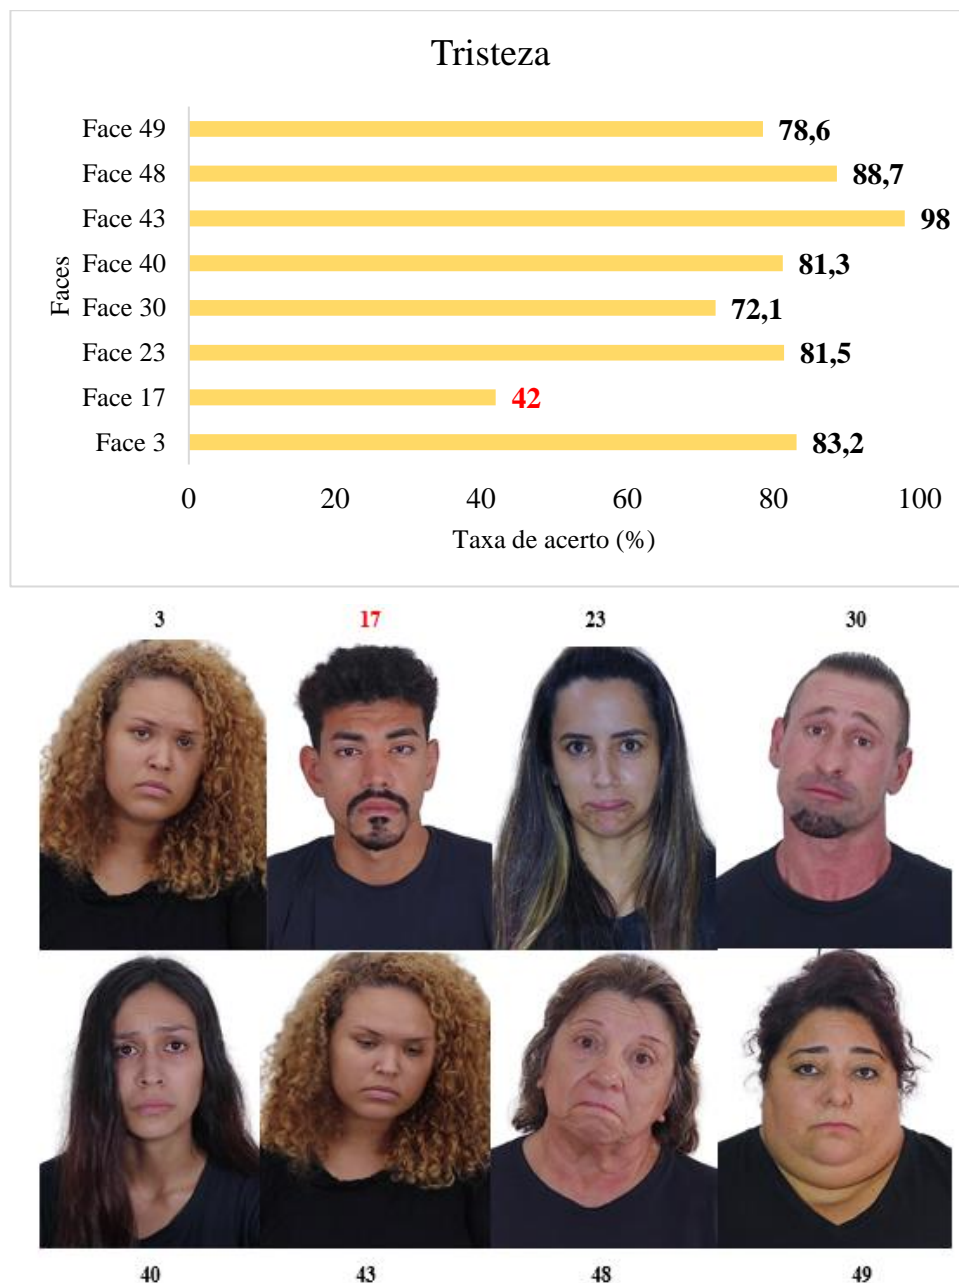 Tristeza
Face 49 78,6
Face 48 88,7
Face 43 98
Face 40 81,3
Faces
Face 30 72,1
Face 23 81,5
Face 17 42
Face 3 83,2
0 20 40 60 80 100
Taxa de acerto (%)
3 17 23 30
40 43 48 49